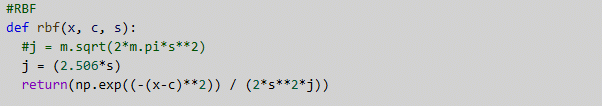 #RBF
def rbf(x, c, s):
  #j = m.sqrt(2*m.pi*s**2)
  j = (2.506*s)
  return(np.exp((-(x-c)**2)) / (2*s**2*j))